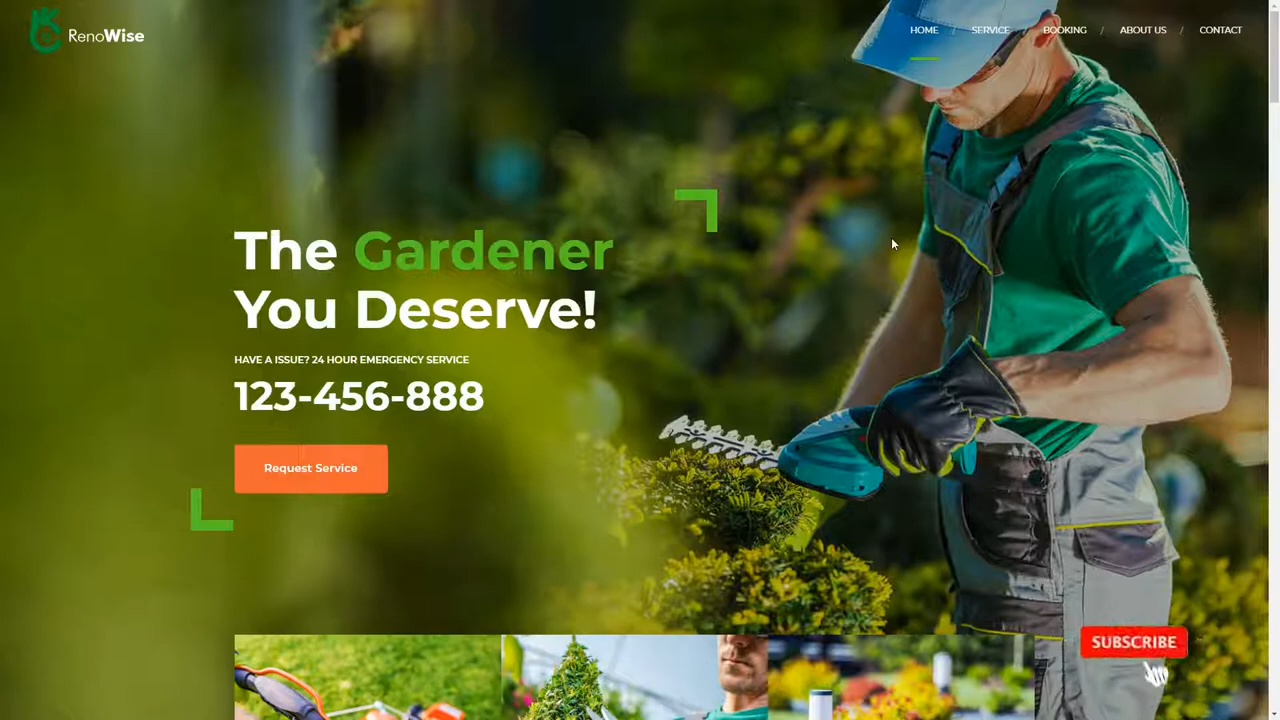 RenoWise
HOME / SERVICE / BOOKING / ABOUT US / CONTACT
The Gardener
You Deserve!
HAVE A ISSUE? 24 HOUR EMERGENCY SERVICE
123-456-888
Request Service
SUBSCRIBE